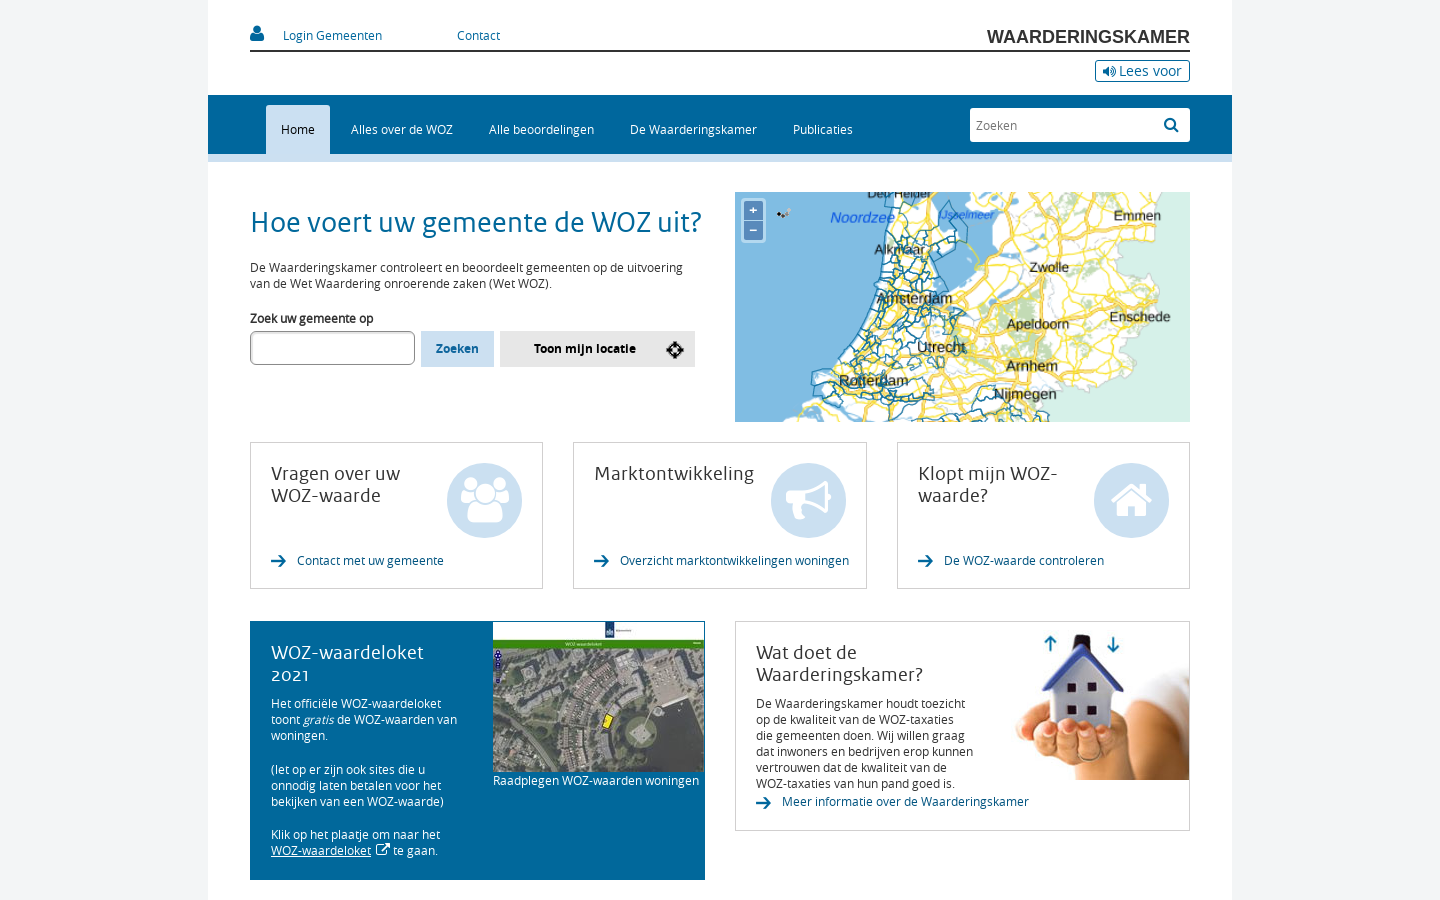 Login Gemeenten
Contact
WAARDERINGSKAMER
Lees voor
Home
Alles over de WOZ
Alle beoordelingen
De Waarderingskamer
Publicaties
Zoeken
Hoe voert uw gemeente de WOZ uit?
De Waarderingskamer controleert en beoordeelt gemeenten op de uitvoering
van de Wet Waardering onroerende zaken (Wet WOZ).
Zoek uw gemeente op
Zoeken
Toon mijn locatie
+
−
Den Helder
Noordzee
IJsselmeer
Emmen
Alkmaar
Zwolle
Amsterdam
Enschede
Apeldoorn
Utrecht
Arnhem
Rotterdam
Nijmegen
Vragen over uw
WOZ-waarde
Contact met uw gemeente
Marktontwikkeling
Overzicht marktontwikkelingen woningen
Klopt mijn WOZ-
waarde?
De WOZ-waarde controleren
WOZ-waardeloket
2021
Het officiële WOZ-waardeloket
toont gratis de WOZ-waarden van
woningen.
(let op er zijn ook sites die u
onnodig laten betalen voor het
bekijken van een WOZ-waarde)
Klik op het plaatje om naar het
WOZ-waardeloket te gaan.
WOZ-waardeloket
Raadplegen WOZ-waarden woningen
Wat doet de
Waarderingskamer?
De Waarderingskamer houdt toezicht
op de kwaliteit van de WOZ-taxaties
die gemeenten doen. Wij willen graag
dat inwoners en bedrijven erop kunnen
vertrouwen dat de kwaliteit van de
WOZ-taxaties van hun pand goed is.
Meer informatie over de Waarderingskamer